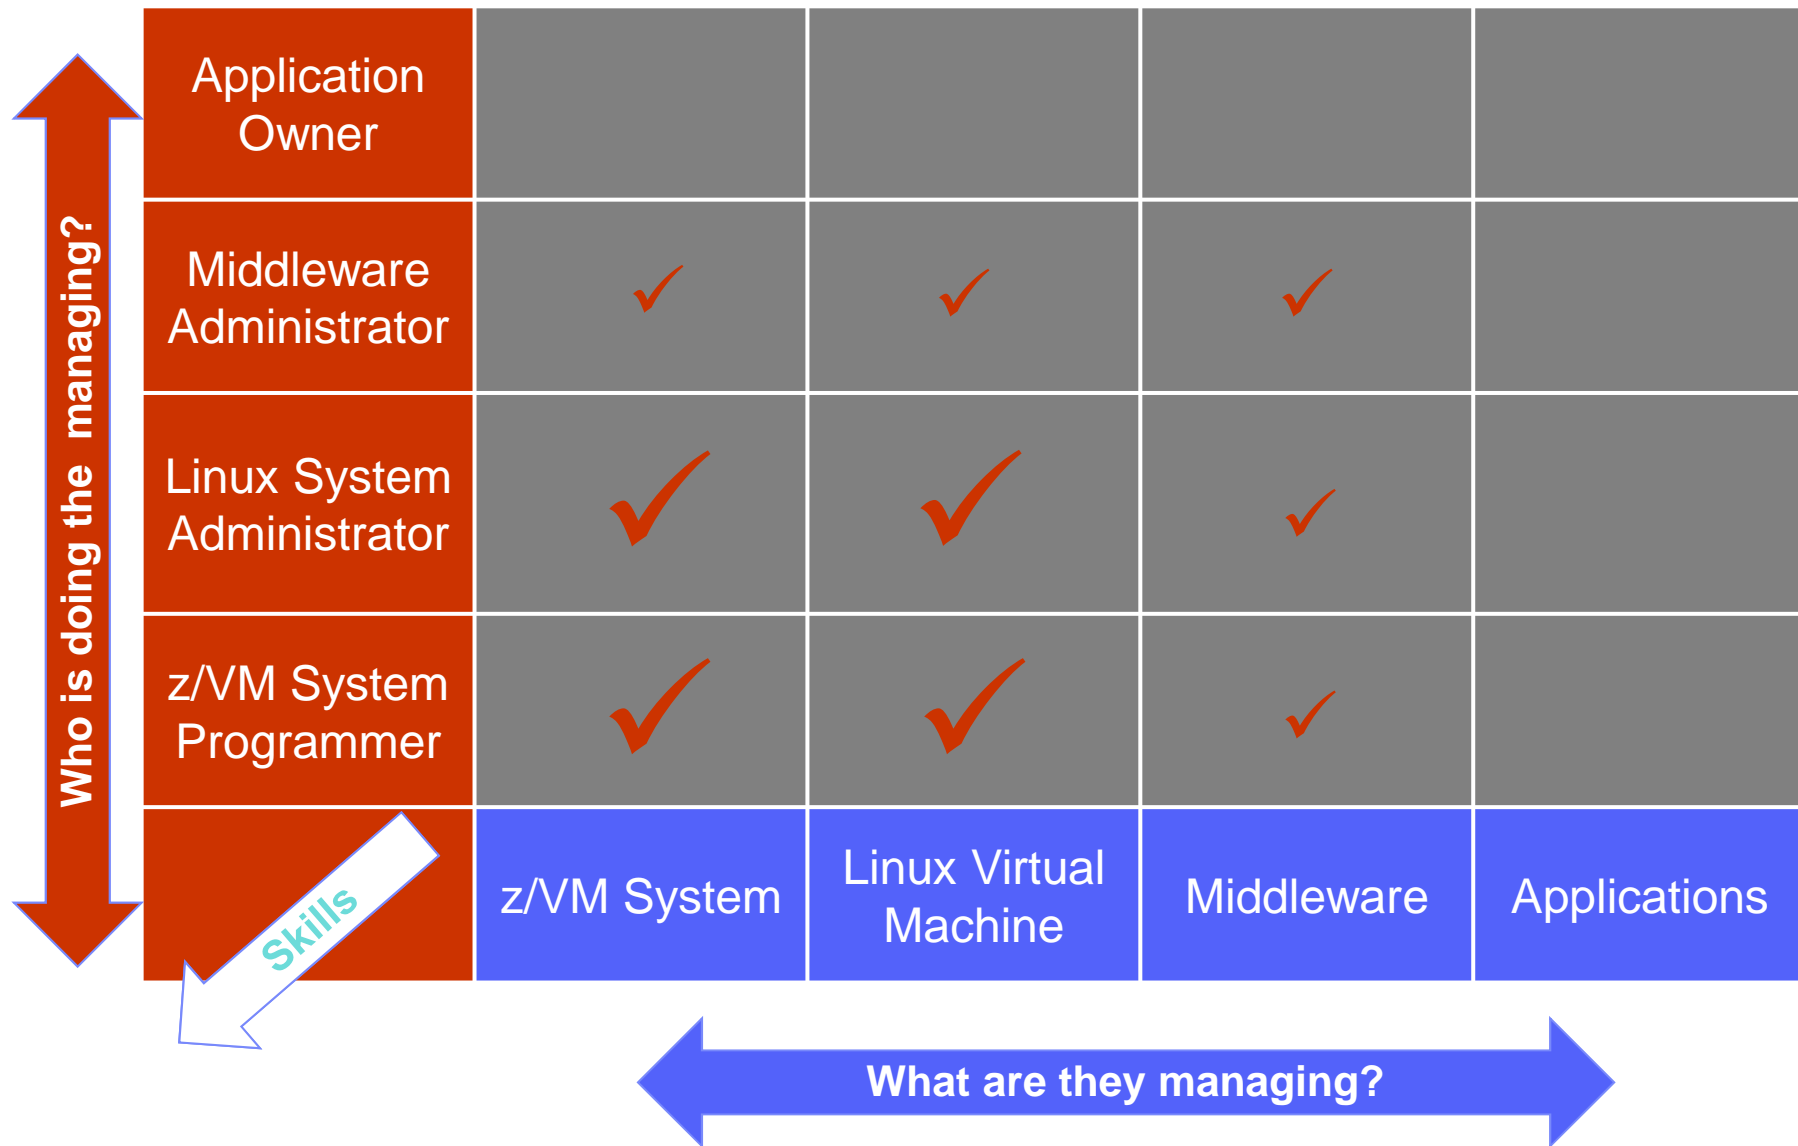 Who is doing the managing?
Application
Owner
Middleware
Administrator
Linux System
Administrator
z/VM System
Programmer
Skills
z/VM System
Linux Virtual
Machine
Middleware
Applications
What are they managing?